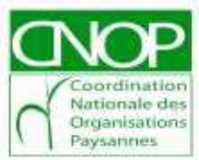 CNOP
Coordination
Nationale des
Organisations
Paysannes